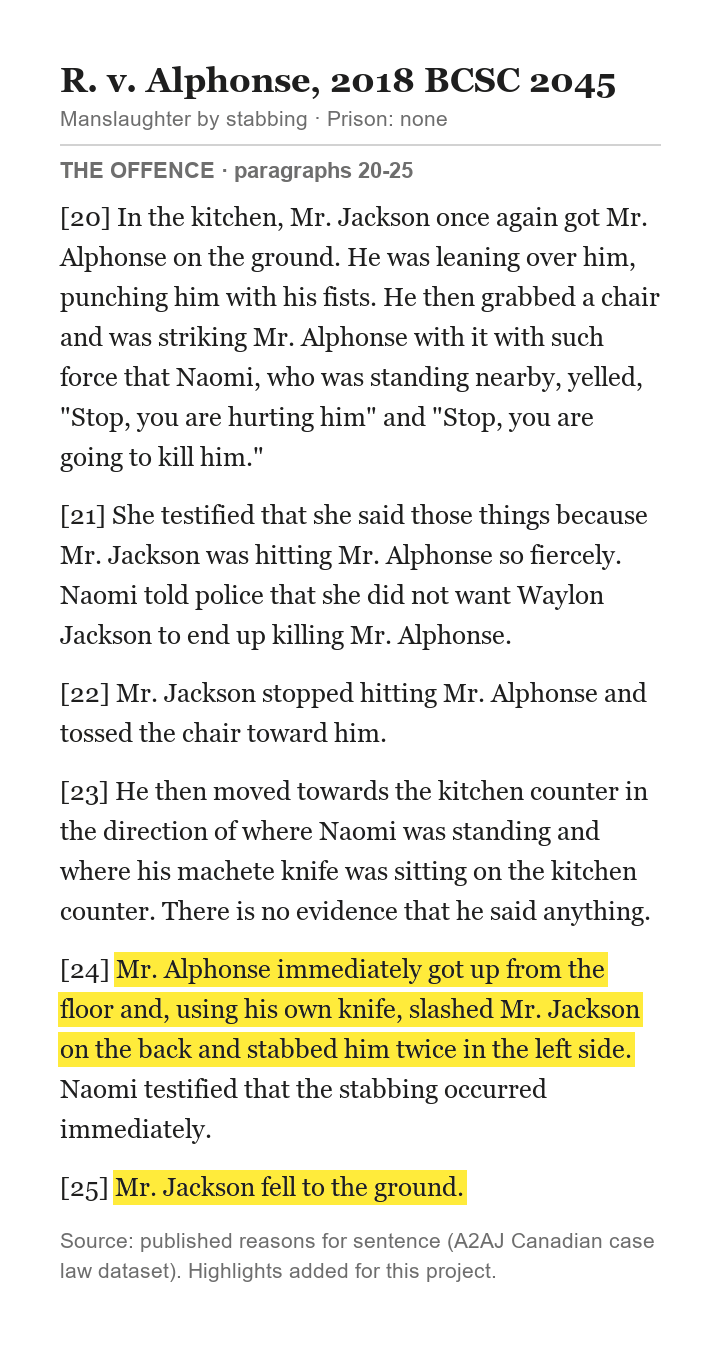 R. v. Alphonse, 2018 BCSC 2045
Manslaughter by stabbing · Prison: none
THE OFFENCE · paragraphs 20-25
[20] In the kitchen, Mr. Jackson once again got Mr.
Alphonse on the ground. He was leaning over him,
punching him with his fists. He then grabbed a chair
and was striking Mr. Alphonse with it with such
force that Naomi, who was standing nearby, yelled,
"Stop, you are hurting him" and "Stop, you are
going to kill him."
[21] She testified that she said those things because
Mr. Jackson was hitting Mr. Alphonse so fiercely.
Naomi told police that she did not want Waylon
Jackson to end up killing Mr. Alphonse.
[22] Mr. Jackson stopped hitting Mr. Alphonse and
tossed the chair toward him.
[23] He then moved towards the kitchen counter in
the direction of where Naomi was standing and
where his machete knife was sitting on the kitchen
counter. There is no evidence that he said anything.
[24] Mr. Alphonse immediately got up from the
floor and, using his own knife, slashed Mr. Jackson
on the back and stabbed him twice in the left side.
Naomi testified that the stabbing occurred
immediately.
[25] Mr. Jackson fell to the ground.
Source: published reasons for sentence (A2AJ Canadian case
law dataset). Highlights added for this project.